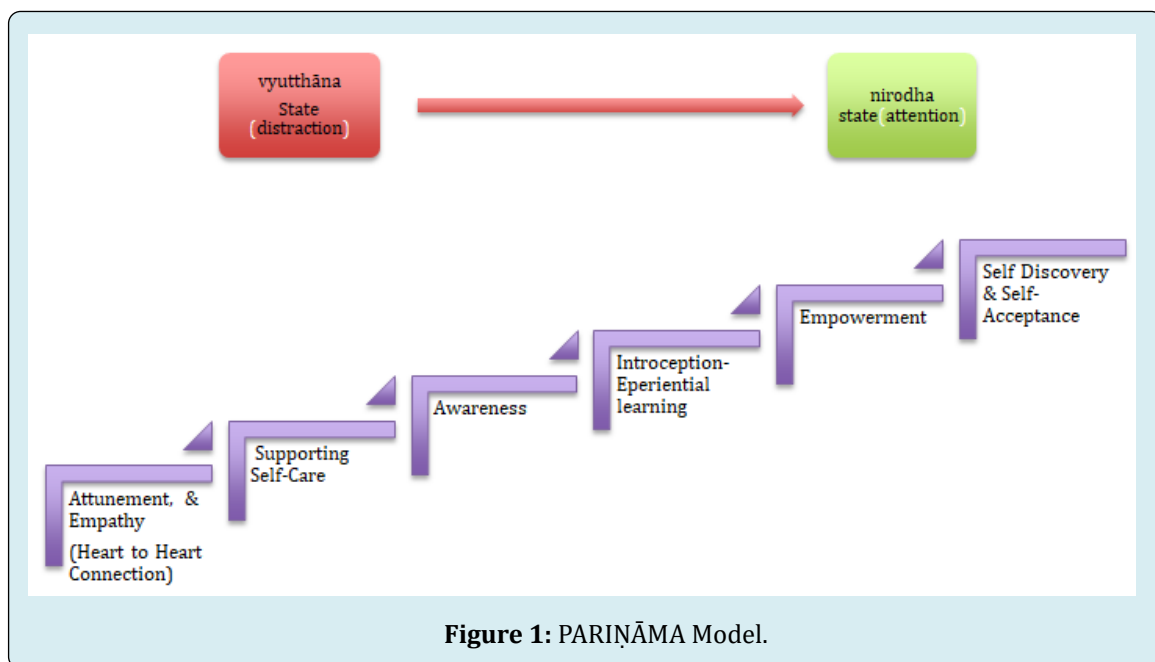 vyutthāna
State
(distraction)
nirodha
state(attention)
Self Discovery
& Self-
Acceptance
Empowerment
Introception-
Eperiential
learning
Awareness
Supporting
Self-Care
Attunement, &
Empathy
(Heart to Heart
Connection)
Figure 1: PARIṆĀMA Model.